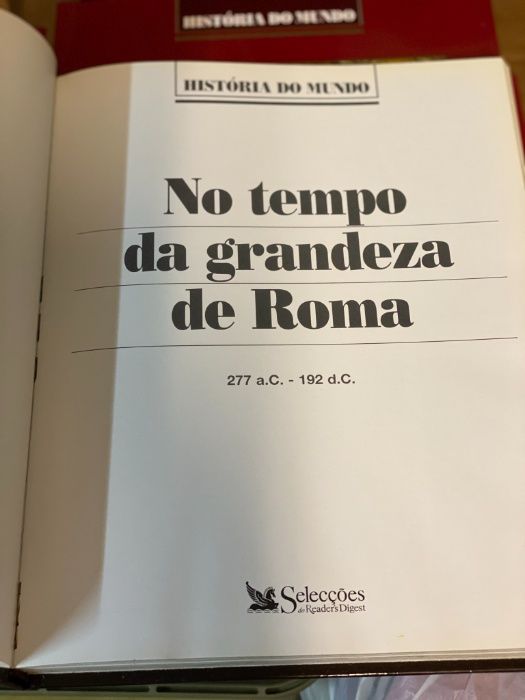 HISTÓRIA DO MUNDO
HISTÓRIA DO MUNDO
No tempo
da grandeza
de Roma
277 a.C. - 192 d.C.
Selecções
do Reader's Digest